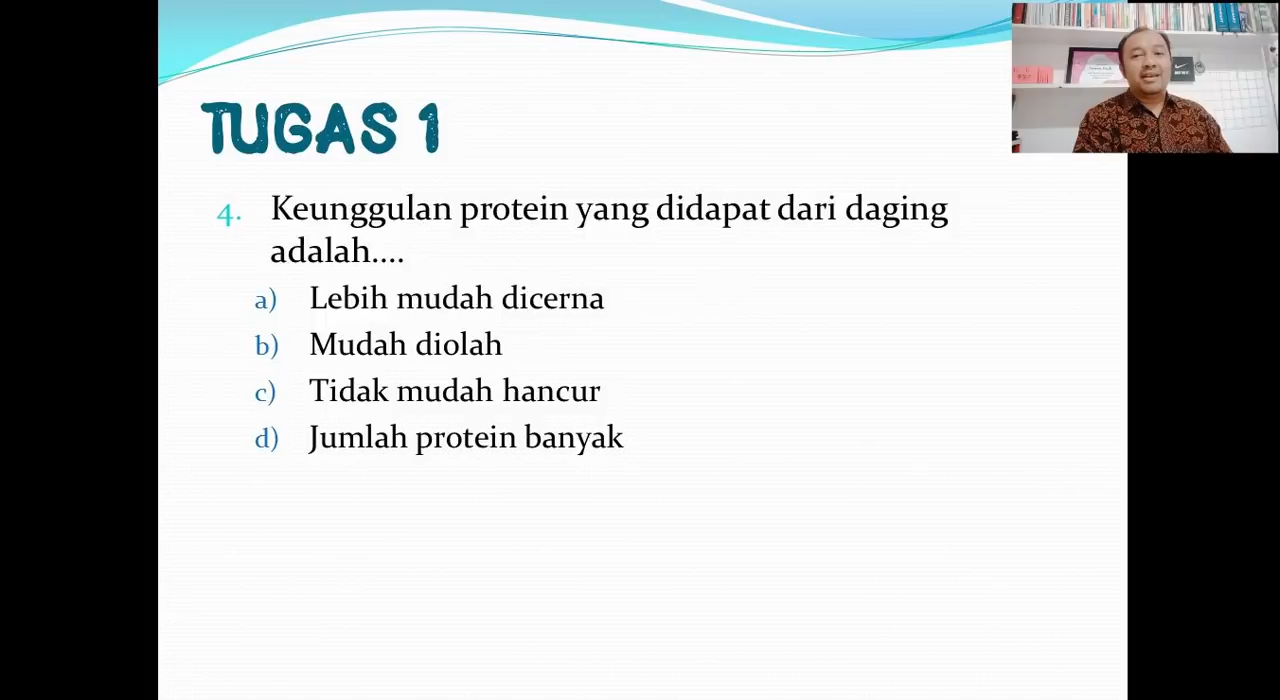 TUGAS 1
4. Keunggulan protein yang didapat dari daging
adalah....
a) Lebih mudah dicerna
b) Mudah diolah
c) Tidak mudah hancur
d) Jumlah protein banyak